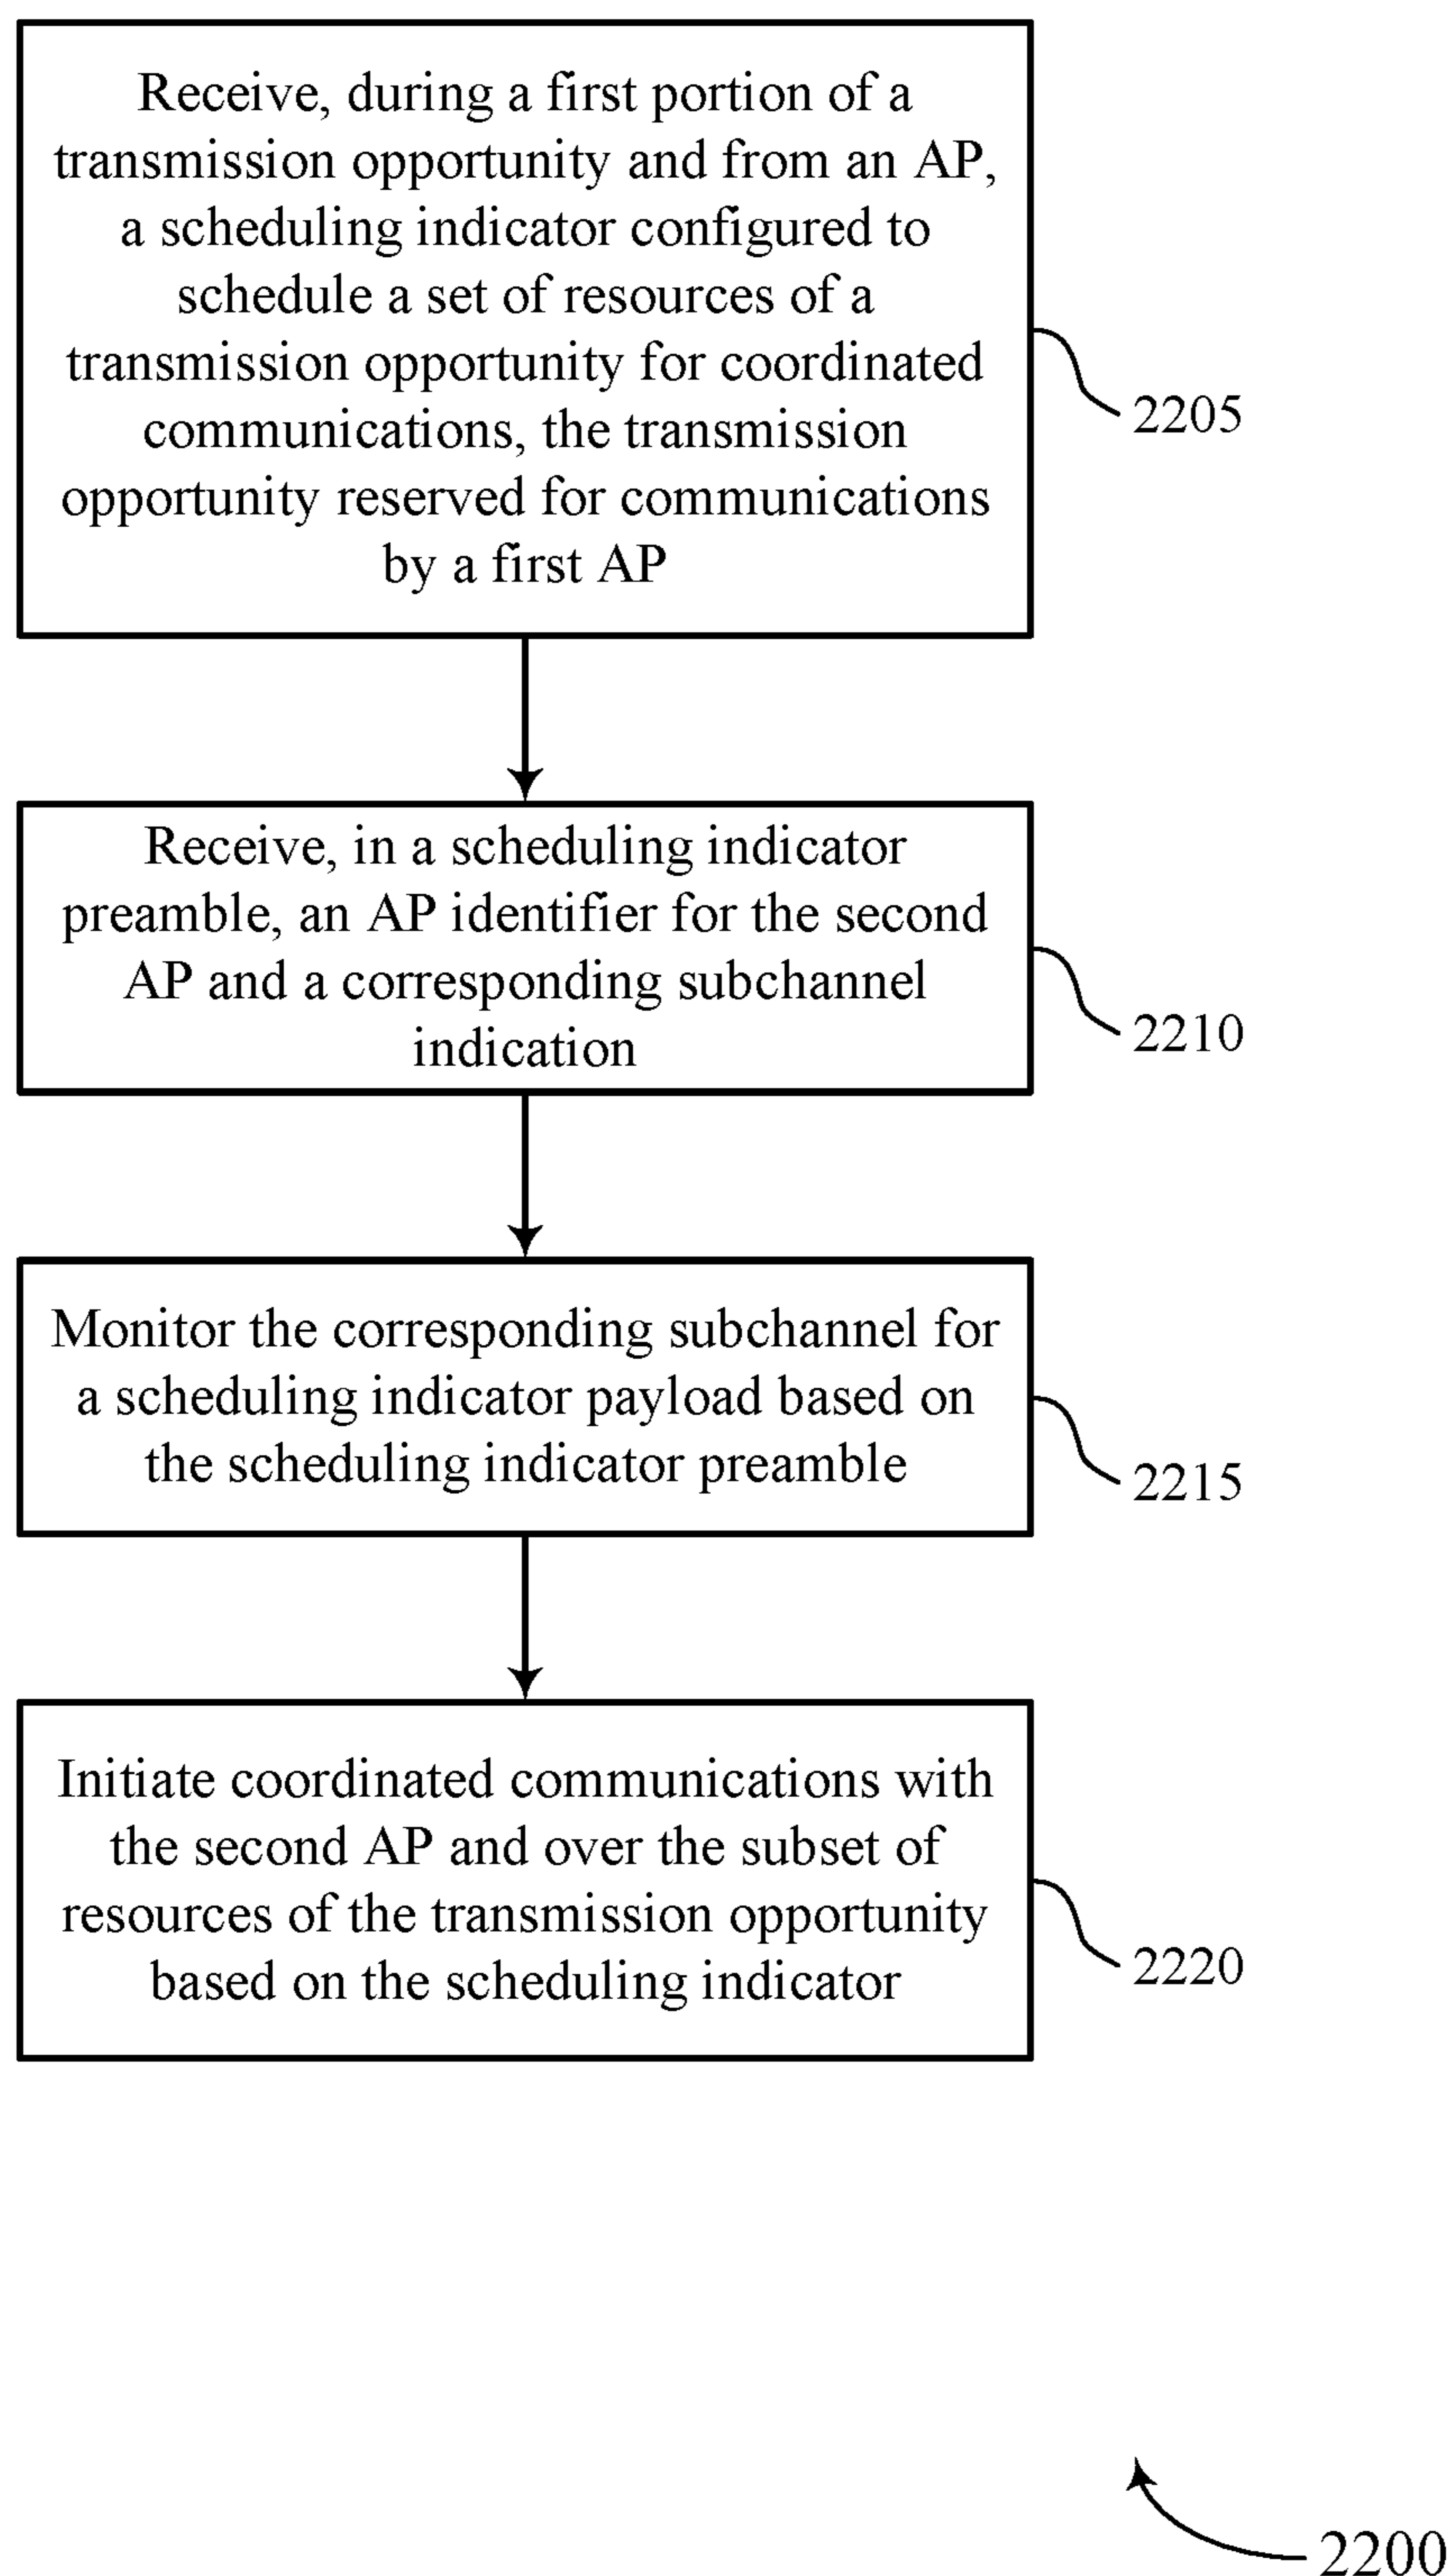 Receive, during a first portion of a
transmission opportunity and from an AP,
a scheduling indicator configured to
schedule a set of resources of a
transmission opportunity for coordinated
communications, the transmission
opportunity reserved for communications
by a first AP
2205
Receive, in a scheduling indicator
preamble, an AP identifier for the second
AP and a corresponding subchannel
indication
2210
Monitor the corresponding subchannel for
a scheduling indicator payload based on
the scheduling indicator preamble
2215
Initiate coordinated communications with
the second AP and over the subset of
resources of the transmission opportunity
based on the scheduling indicator
2220
2200